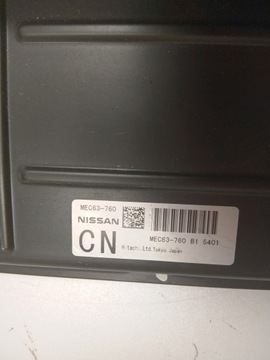 MEC63-760
NISSAN
CN
MEC63-760 B1 5401
Hitachi.,Ltd.Tokyo Japan